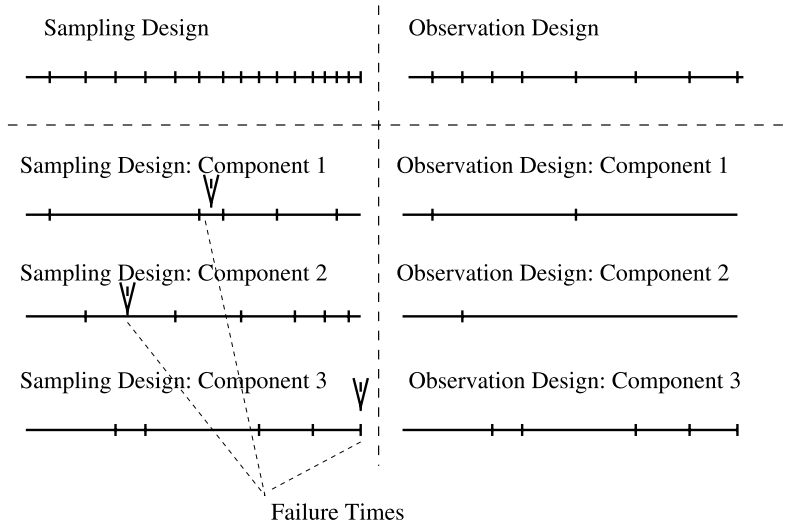 Sampling Design
Observation Design
Sampling Design: Component 1
Observation Design: Component 1
Sampling Design: Component 2
Observation Design: Component 2
Sampling Design: Component 3
Observation Design: Component 3
Failure Times